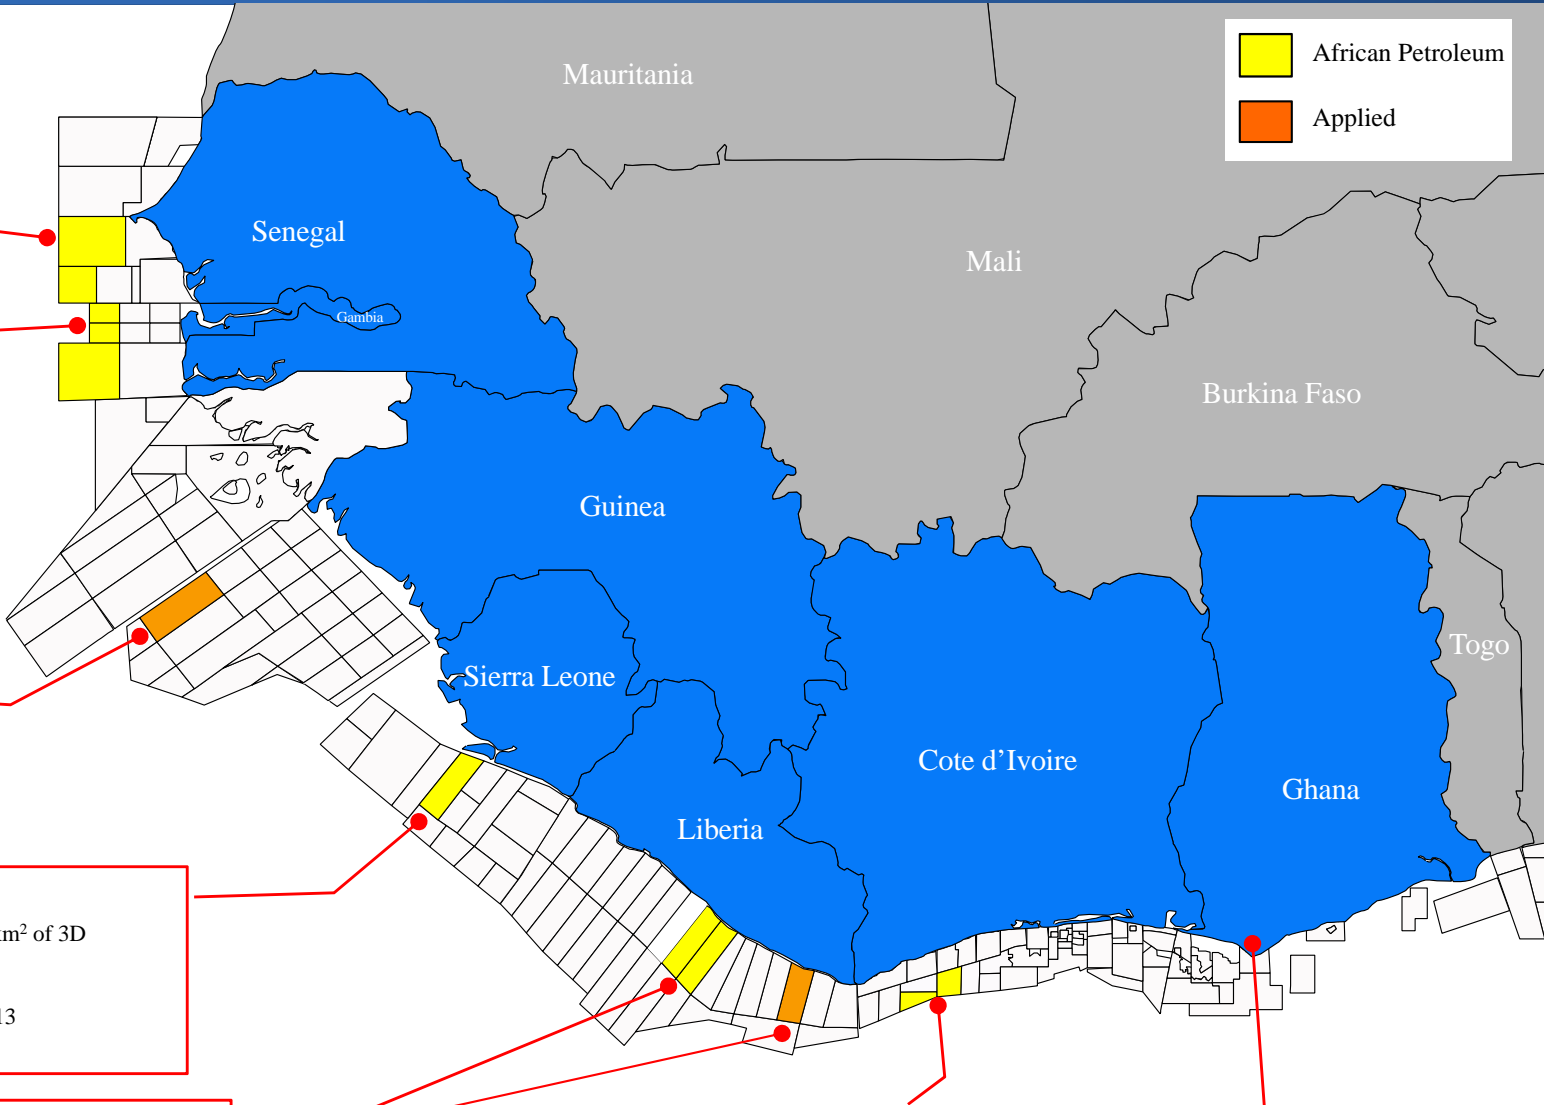 African Petroleum
Applied
Mauritania
Senegal
Mali
Gambia
Burkina Faso
Guinea
Togo
Sierra Leone
Cote d’Ivoire
Ghana
Liberia
km² of 3D
13